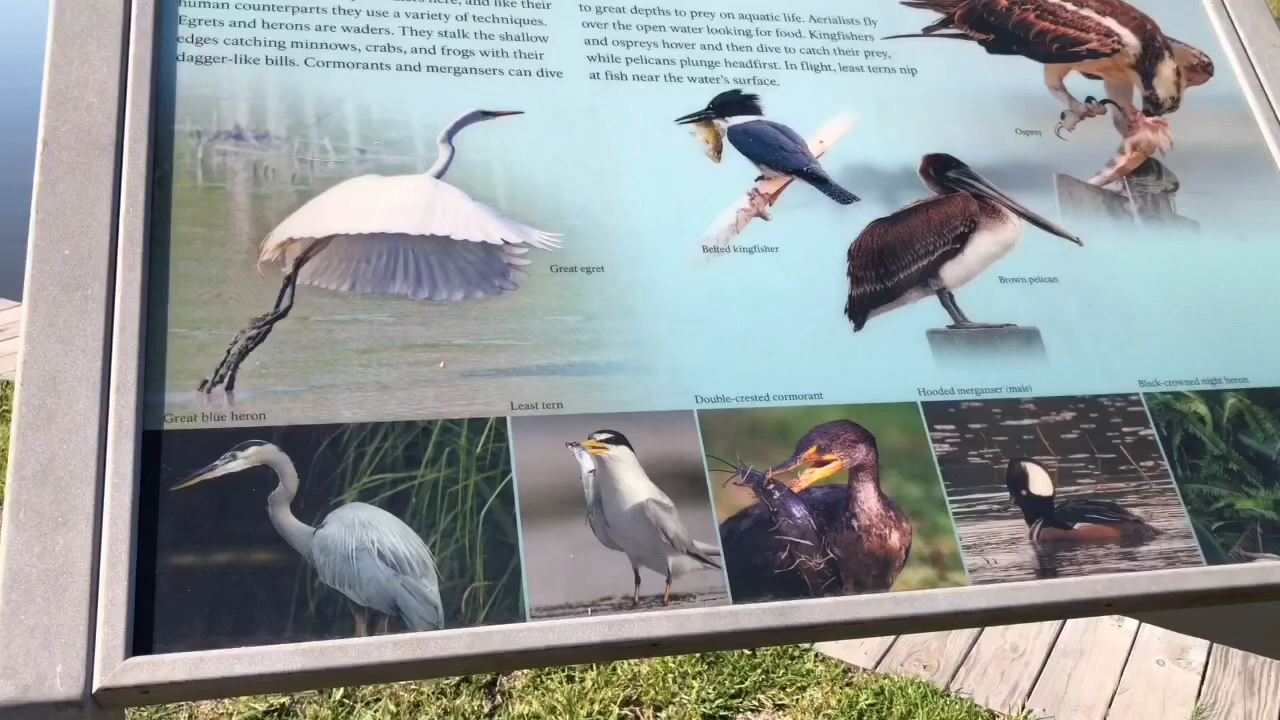 here, and like their
human counterparts they use a variety of techniques.
Egrets and herons are waders. They stalk the shallow
edges catching minnows, crabs, and frogs with their
dagger-like bills. Cormorants and mergansers can dive
to great depths to prey on aquatic life. Aerialists fly
over the open water looking for food. Kingfishers
and ospreys hover and then dive to catch their prey,
while pelicans plunge headfirst. In flight, least terns nip
at fish near the water's surface.
Osprey
Belted kingfisher
Great egret
Brown pelican
Great blue heron
Least tern
Double-crested cormorant
Hooded merganser (male)
Black-crowned night heron